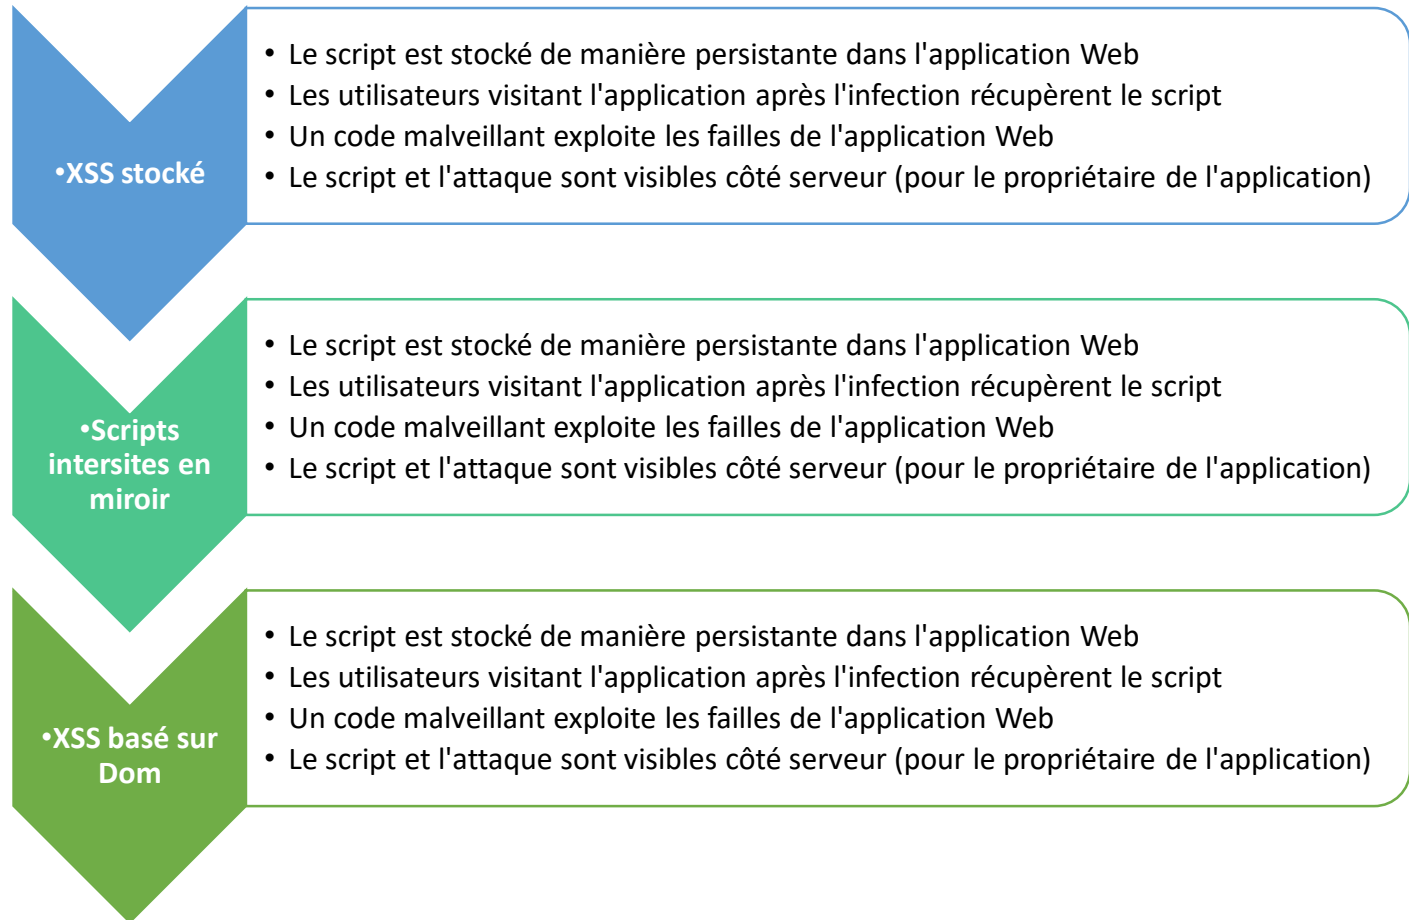 •XSS stocké
• Le script est stocké de manière persistante dans l'application Web
• Les utilisateurs visitant l'application après l'infection récupèrent le script
• Un code malveillant exploite les failles de l'application Web
• Le script et l'attaque sont visibles côté serveur (pour le propriétaire de l'application)
•Scripts
intersites en
miroir
• Le script est stocké de manière persistante dans l'application Web
• Les utilisateurs visitant l'application après l'infection récupèrent le script
• Un code malveillant exploite les failles de l'application Web
• Le script et l'attaque sont visibles côté serveur (pour le propriétaire de l'application)
•XSS basé sur
Dom
• Le script est stocké de manière persistante dans l'application Web
• Les utilisateurs visitant l'application après l'infection récupèrent le script
• Un code malveillant exploite les failles de l'application Web
• Le script et l'attaque sont visibles côté serveur (pour le propriétaire de l'application)